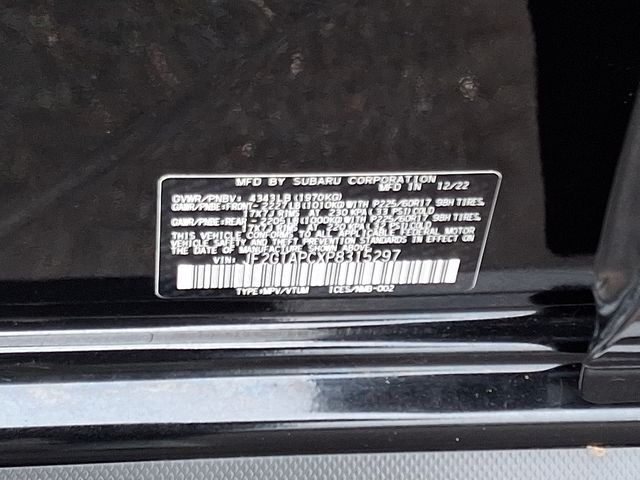 MFD BY SUBARU CORPORATION
MFD IN 12/22
GVWR/PNBV: 4343LB (1970KG)
GAWR/PNBE: FRONT- 2227LB (1010KG) WITH P225/60R17 98H TIRES,
17X7J RIMS, AT 230 KPA (33 PSI) COLD
GAWR/PNBE: REAR- 2205LB (1000KG) WITH P225/60R17 98H TIRES,
17X7J RIMS, AT 220 KPA (32 PSI) COLD
THIS VEHICLE CONFORMS TO ALL APPLICABLE FEDERAL MOTOR
VEHICLE SAFETY AND THEFT PREVENTION STANDARDS IN EFFECT ON
THE DATE OF MANUFACTURE SHOWN ABOVE.
VIN: JF2GTAPCXP8315297
TYPE:MPV/VTUM ICES/NMB-002